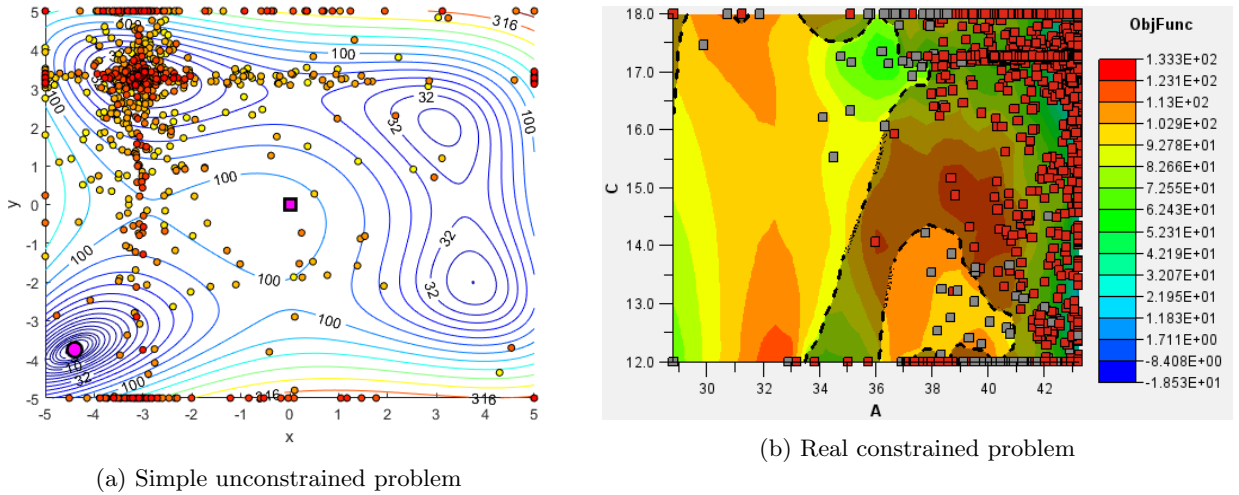 316
100
100
100
32
32
100
100
32
32
100
100
10
32
100
316
316
5
4
3
2
1
0
-1
-2
-3
-4
-5
y
-5 -4 -3 -2 -1 0 1 2 3 4 5
x
(a) Simple unconstrained problem
18.0
17.0
16.0
15.0
14.0
13.0
12.0
C
30 32 34 36 38 40 42
A
ObjFunc
1.333E+02
1.232E+02
1.13E+02
1.029E+02
9.278E+01
8.266E+01
7.255E+01
6.243E+01
5.231E+01
4.219E+01
3.207E+01
2.195E+01
1.183E+01
1.711E+00
-8.408E+00
-1.853E+01
(b) Real constrained problem